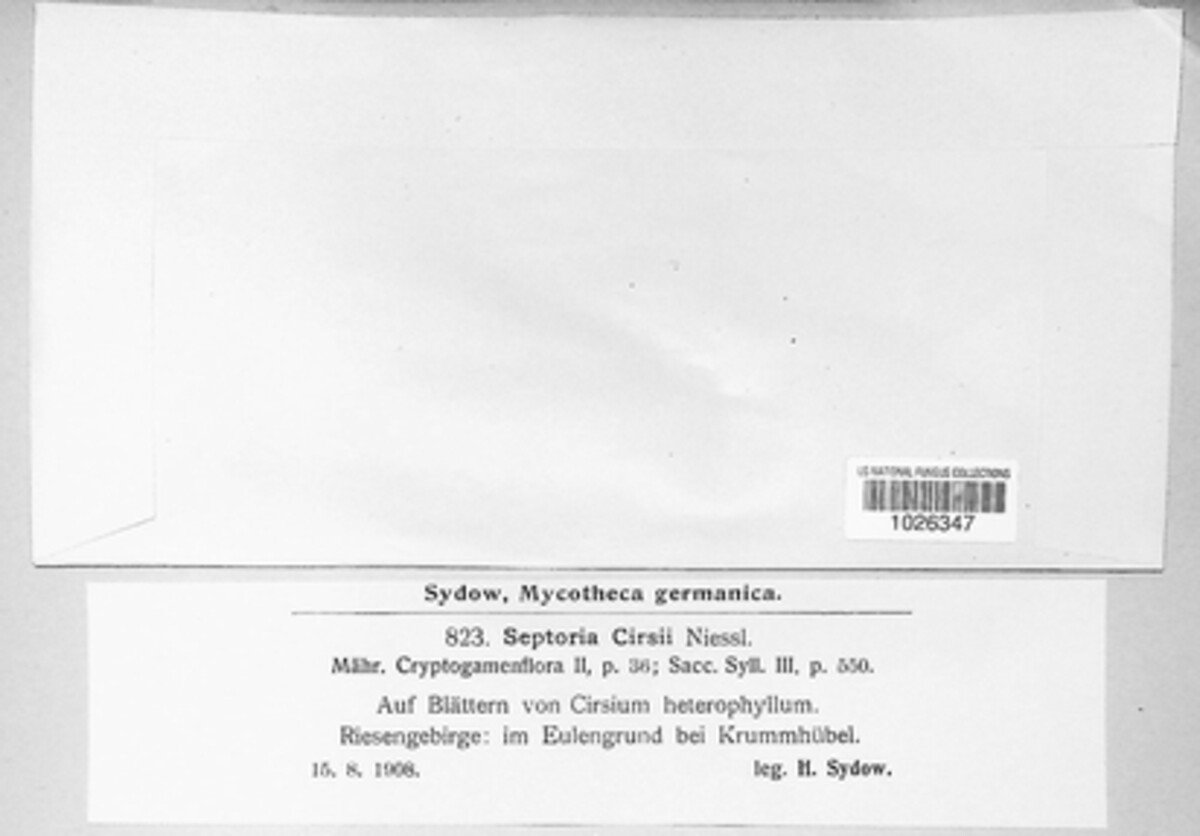 US NATIONAL FUNGUS COLLECTIONS
1026347
Sydow, Mycotheca germanica.
823. Septoria Cirsii Niessl.
Mähr. Cryptogamenflora II, p. 36; Sacc. Syll. III, p. 550.
Auf Blättern von Cirsium heterophyllum.
Riesengebirge: im Eulengrund bei Krummhübel.
15. 8. 1908. leg. H. Sydow.